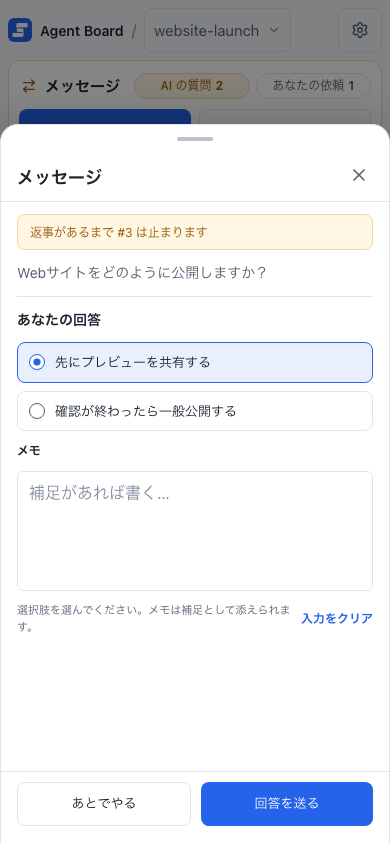 Agent Board / website-launch
メッセージ AI の質問 2 あなたの依頼 1
メッセージ
返事があるまで #3 は止まります
Webサイトをどのように公開しますか？
あなたの回答
先にプレビューを共有する
確認が終わったら一般公開する
メモ
補足があれば書く...
選択肢を選んでください。メモは補足として添えられま
す。
入力をクリア
あとでやる
回答を送る